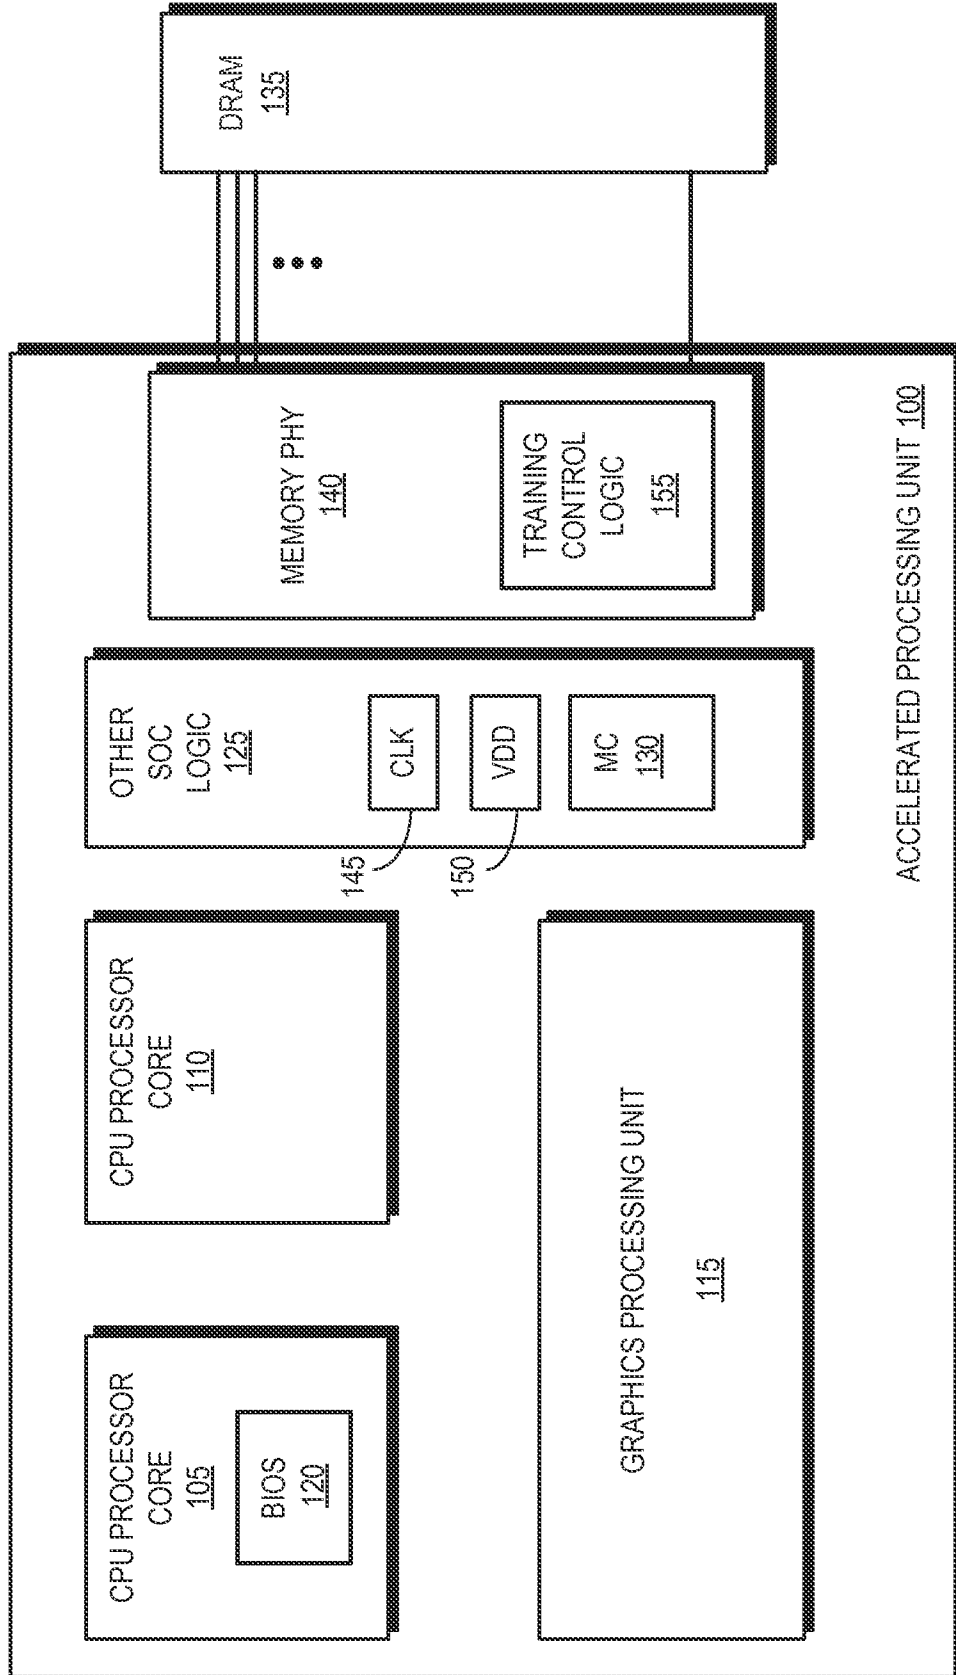 CPU PROCESSOR
CORE
105
BIOS
120
CPU PROCESSOR
CORE
110
OTHER
SOC
LOGIC
125
145
CLK
150
VDD
MC
130
MEMORY PHY
140
TRAINING
CONTROL
LOGIC
155
DRAM
135
GRAPHICS PROCESSING UNIT
115
ACCELERATED PROCESSING UNIT 100